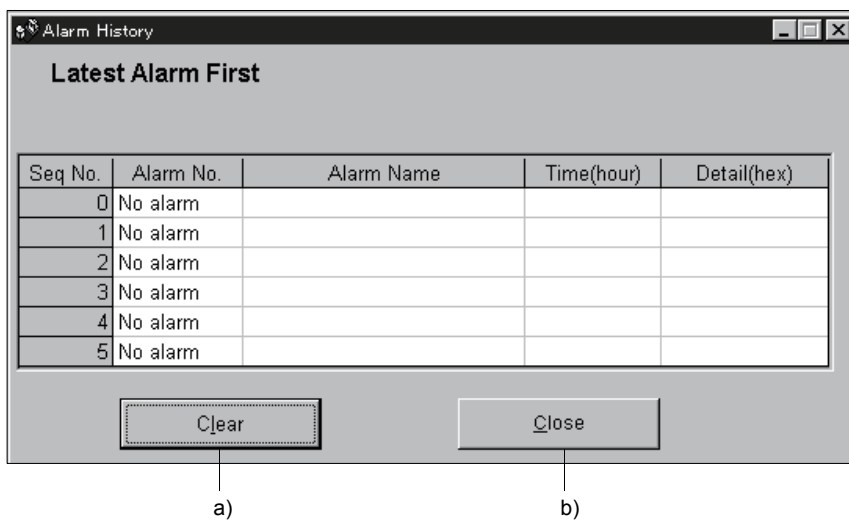 Alarm History
Latest Alarm First
Seq No. Alarm No. Alarm Name Time(hour) Detail(hex)
0 No alarm
1 No alarm
2 No alarm
3 No alarm
4 No alarm
5 No alarm
Clear Close
a) b)